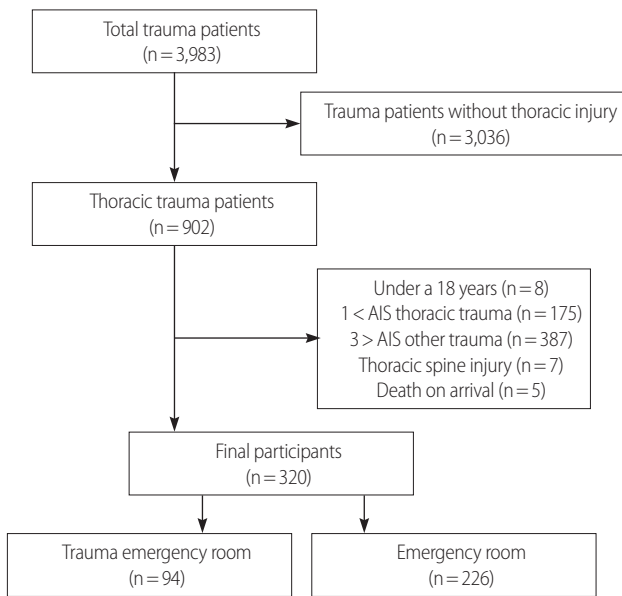 Total trauma patients
(n = 3,983)
Trauma patients without thoracic injury
(n = 3,036)
Thoracic trauma patients
(n = 902)
Under a 18 years (n = 8)
1 < AIS thoracic trauma (n = 175)
3 > AIS other trauma (n = 387)
Thoracic spine injury (n = 7)
Death on arrival (n = 5)
Final participants
(n = 320)
Trauma emergency room
(n = 94)
Emergency room
(n = 226)